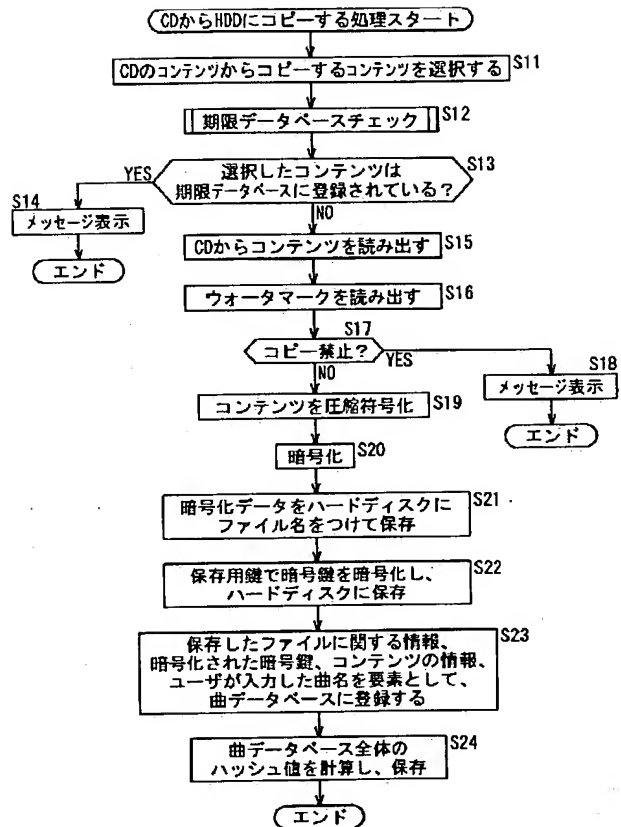 CDからHDDにコピーする処理スタート
CDのコンテンツからコピーするコンテンツを選択する S11
期限データベースチェック S12
S13
選択したコンテンツは
期限データベースに登録されている?
YES
NO
S14
メッセージ表示
エンド
CDからコンテンツを読み出す S15
ウォータマークを読み出す S16
S17
コピー禁止?
YES
NO
S18
メッセージ表示
エンド
コンテンツを圧縮符号化 S19
暗号化 S20
暗号化データをハードディスクに S21
ファイル名をつけて保存
保存用鍵で暗号鍵を暗号化し、 S22
ハードディスクに保存
保存したファイルに関する情報、 S23
暗号化された暗号鍵、コンテンツの情報、
ユーザが入力した曲名を要素として、
曲データベースに登録する
曲データベース全体の S24
ハッシュ値を計算し、保存
エンド